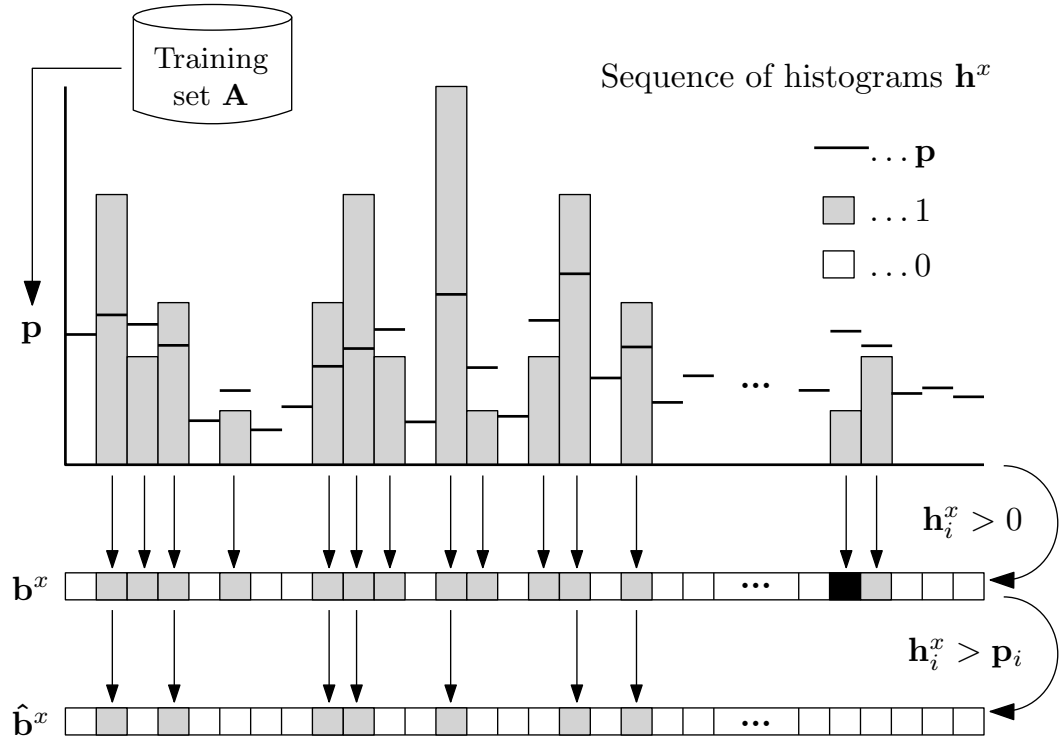 Training
set A
Sequence of histograms h^x
... p
... 1
... 0
p
...
h_i^x > 0
b^x
...
h_i^x > p_i
b̂^x
...